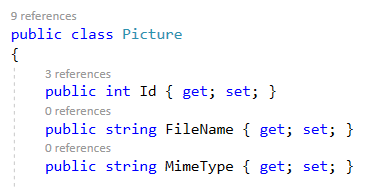 9 references
public class Picture
{
3 references
public int Id { get; set; }
0 references
public string FileName { get; set; }
0 references
public string MimeType { get; set; }